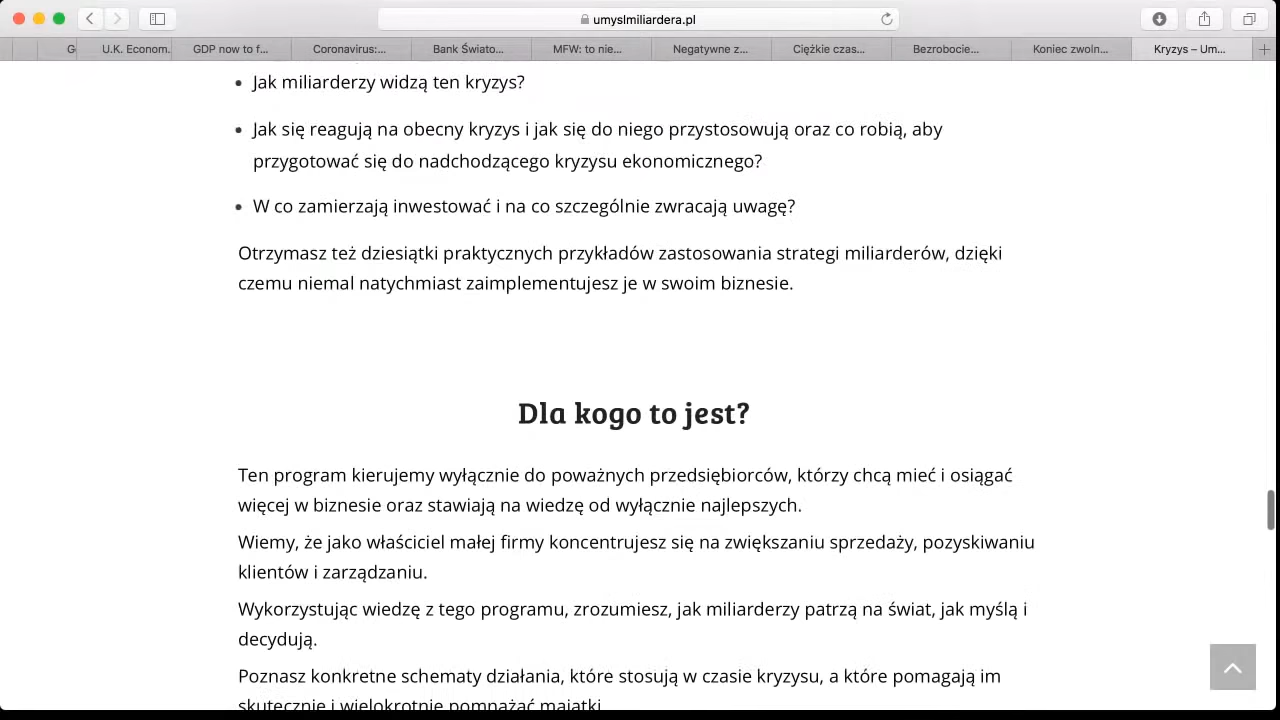 umyslmiliardera.pl
G U.K. Econom. GDP now to f... Coronavirus:... Bank Świato... MFW: to nie... Negatywne z... Ciężkie czas... Bezrobocie... Koniec zwoln... Kryzys – Um...
Jak miliarderzy widzą ten kryzys?
Jak się reagują na obecny kryzys i jak się do niego przystosowują oraz co robią, aby
przygotować się do nadchodzącego kryzysu ekonomicznego?
W co zamierzają inwestować i na co szczególnie zwracają uwagę?
Otrzymasz też dziesiątki praktycznych przykładów zastosowania strategi miliarderów, dzięki
czemu niemal natychmiast zaimplementujesz je w swoim biznesie.
Dla kogo to jest?
Ten program kierujemy wyłącznie do poważnych przedsiębiorców, którzy chcą mieć i osiągać
więcej w biznesie oraz stawiają na wiedzę od wyłącznie najlepszych.
Wiemy, że jako właściciel małej firmy koncentrujesz się na zwiększaniu sprzedaży, pozyskiwaniu
klientów i zarządzaniu.
Wykorzystując wiedzę z tego programu, zrozumiesz, jak miliarderzy patrzą na świat, jak myślą i
decydują.
Poznasz konkretne schematy działania, które stosują w czasie kryzysu, a które pomagają im
skutecznie i wielokrotnie pomnażać majątki